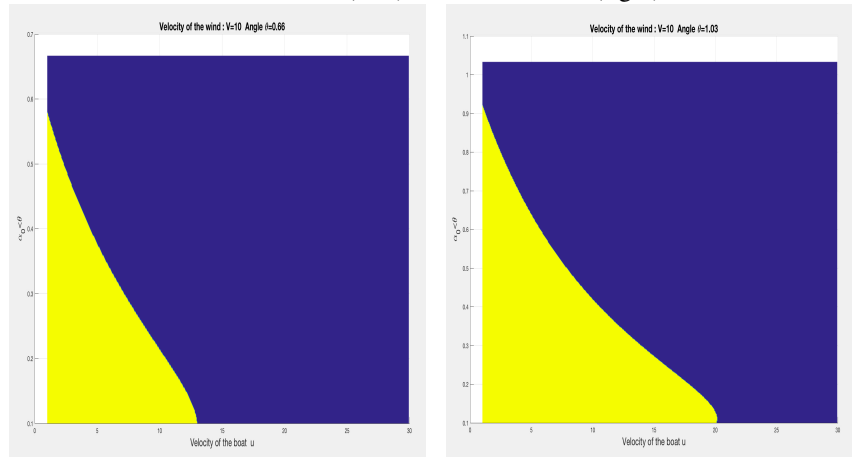 Velocity of the wind : V=10 Angle θ=0.66
0.7
0.6
0.5
0.4
0.3
0.2
0.1
α₀<θ
0 5 10 15 20 25 30
Velocity of the boat u
Velocity of the wind : V=10 Angle θ=1.03
1.1
1
0.9
0.8
0.7
0.6
0.5
0.4
0.3
0.2
0.1
α₀<θ
0 5 10 15 20 25 30
Velocity of the boat u